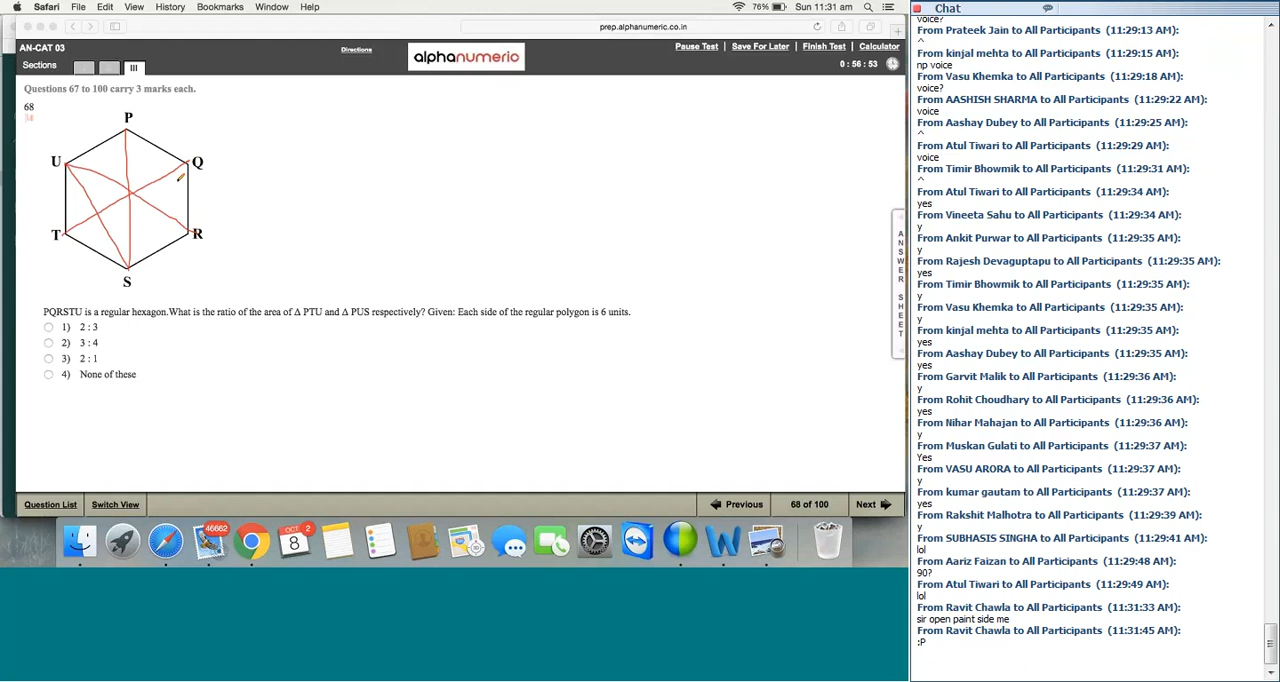 Safari File Edit View History Bookmarks Window Help
76% Sun 11:31 am
prep.alphanumeric.co.in
AN-CAT 03
Directions
alphanumerio
Pause Test | Save For Later | Finish Test | Calculator
Sections
III
0 : 56 : 53
Questions 67 to 100 carry 3 marks each.
68
P
U
Q
T
R
S
ANSWER SHEET
PQRSTU is a regular hexagon.What is the ratio of the area of Δ PTU and Δ PUS respectively? Given: Each side of the regular polygon is 6 units.
1) 2 : 3
2) 3 : 4
3) 2 : 1
4) None of these
Question List
Switch View
Previous
68 of 100
Next
46662
OCT
8
2
Chat
voice?
From Prateek Jain to All Participants (11:29:13 AM):
^
From kinjal mehta to All Participants (11:29:15 AM):
np voice
From Vasu Khemka to All Participants (11:29:18 AM):
voice?
From AASHISH SHARMA to All Participants (11:29:22 AM):
voice
From Aashay Dubey to All Participants (11:29:25 AM):
^
From Atul Tiwari to All Participants (11:29:29 AM):
voice
From Timir Bhowmik to All Participants (11:29:31 AM):
^
From Atul Tiwari to All Participants (11:29:34 AM):
yes
From Vineeta Sahu to All Participants (11:29:34 AM):
y
From Ankit Purwar to All Participants (11:29:35 AM):
y
From Rajesh Devaguptapu to All Participants (11:29:35 AM):
yes
From Timir Bhowmik to All Participants (11:29:35 AM):
y
From Vasu Khemka to All Participants (11:29:35 AM):
y
From kinjal mehta to All Participants (11:29:35 AM):
yes
From Aashay Dubey to All Participants (11:29:35 AM):
yes
From Garvit Malik to All Participants (11:29:36 AM):
y
From Rohit Choudhary to All Participants (11:29:36 AM):
yes
From Nihar Mahajan to All Participants (11:29:36 AM):
y
From Muskan Gulati to All Participants (11:29:37 AM):
Yes
From VASU ARORA to All Participants (11:29:37 AM):
y
From kumar gautam to All Participants (11:29:37 AM):
yes
From Rakshit Malhotra to All Participants (11:29:39 AM):
y
From SUBHASIS SINGHA to All Participants (11:29:41 AM):
lol
From Aariz Faizan to All Participants (11:29:48 AM):
90?
From Atul Tiwari to All Participants (11:29:49 AM):
lol
From Ravit Chawla to All Participants (11:31:33 AM):
sir open paint side me
From Ravit Chawla to All Participants (11:31:45 AM):
:P